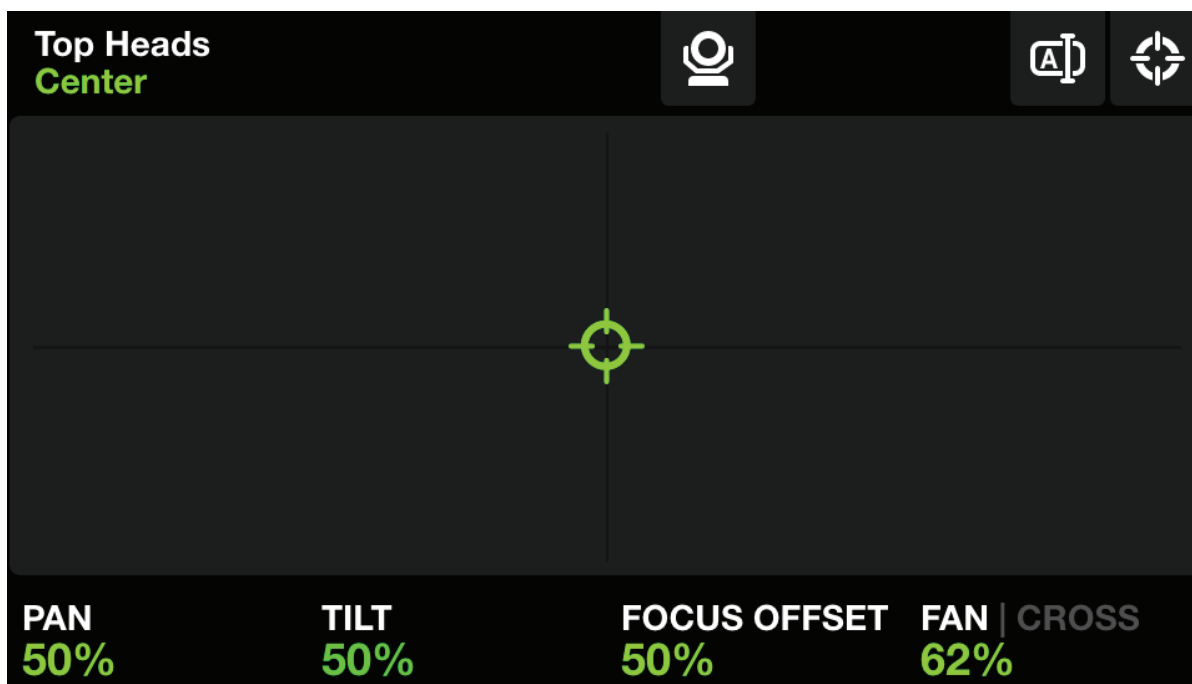 Top Heads
Center
A
PAN
50%
TILT
50%
FOCUS OFFSET
50%
FAN | CROSS
62%